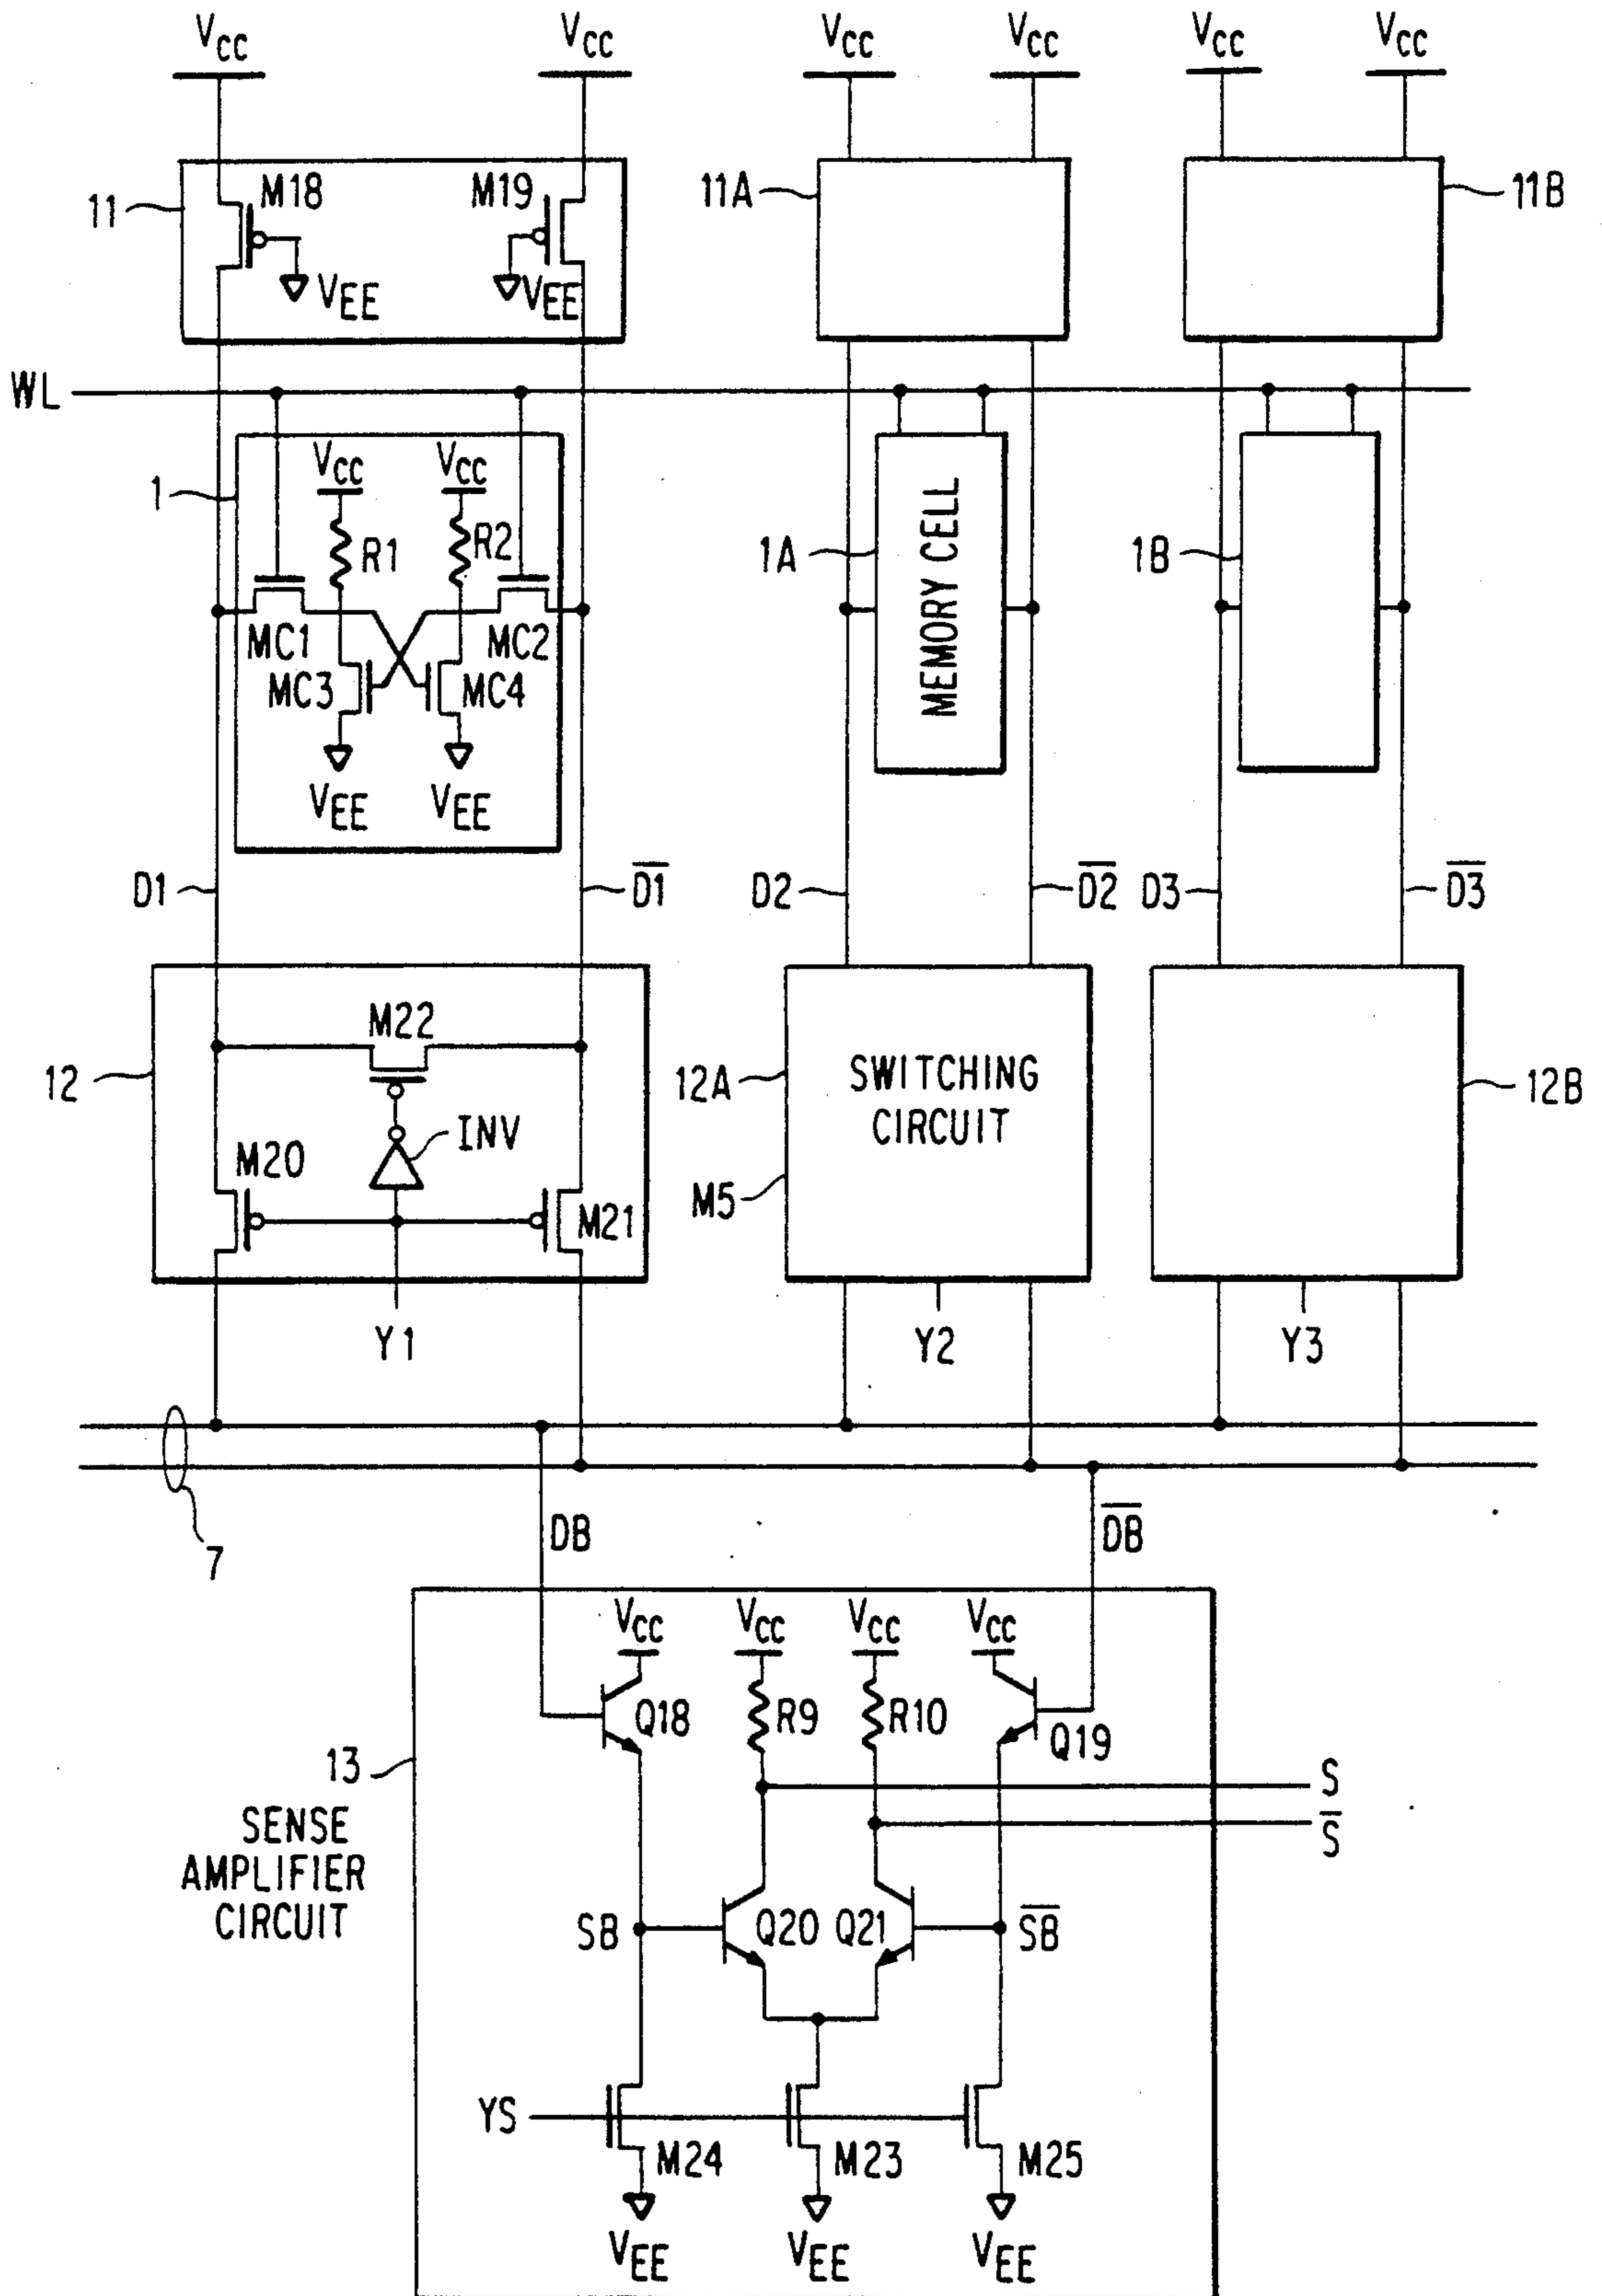 VCC VCC VCC VCC VCC VCC
11 M18 M19 11A 11B
VEE VEE
WL
1 VCC VCC
R1 R2 1A MEMORY CELL 1B
MC1 MC2
MC3 MC4
VEE VEE
D1 D1̅ D2 D2̅ D3 D3̅
M22
12 12A SWITCHING CIRCUIT 12B
INV
M20 M21 M5
Y1 Y2 Y3
7 DB D̅B̅
VCC VCC VCC VCC
Q18 R9 R10 Q19
13
SENSE
AMPLIFIER
CIRCUIT
S
S̅
SB Q20 Q21 S̅B̅
YS
M24 M23 M25
VEE VEE VEE